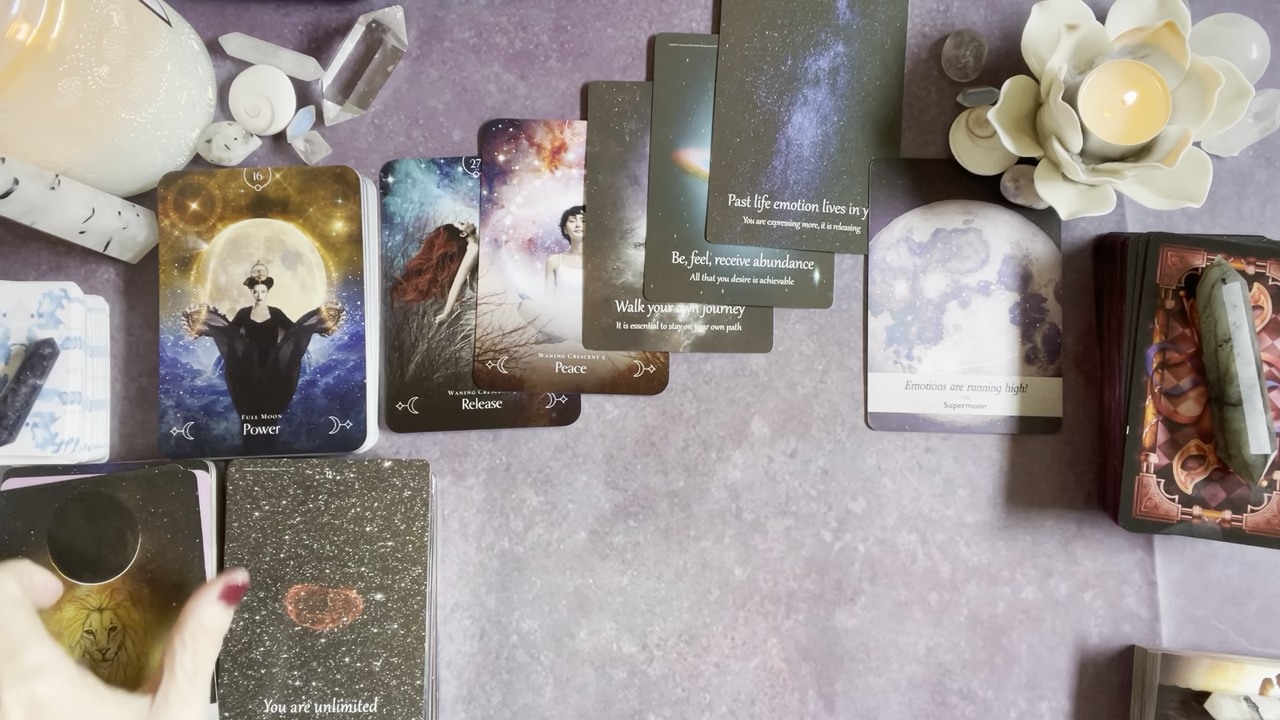 16
FULL MOON
Power
27
WANING CRESC
Release
WANING CRESCENT 4
Peace
Walk your own journey
It is essential to stay on your own path
Be, feel, receive abundance
All that you desire is achievable
Past life emotion lives in y
You are expressing more, it is releasing
Emotions are running high!
Supermoon
You are unlimited